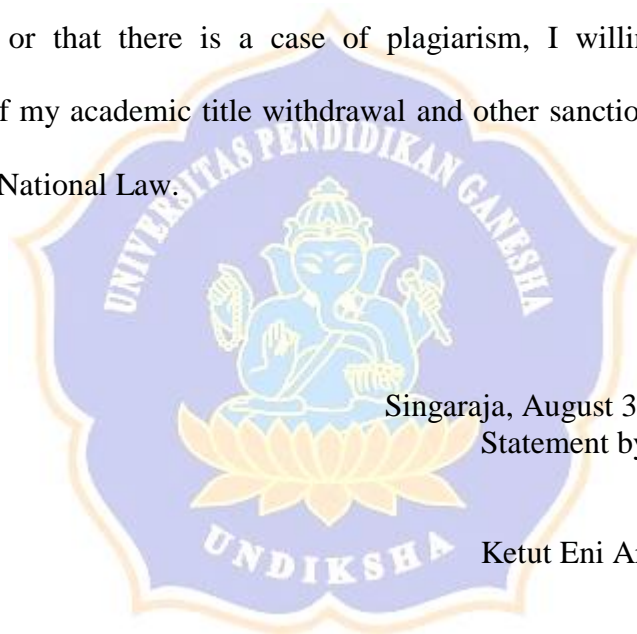 or that there is a case of plagiarism, I
my academic title withdrawal and other
National Law.
UNIVERSITAS PENDIDIKAN GANESHA
Singaraja, August
Statement by
Ketut Eni
UNDIKSHA